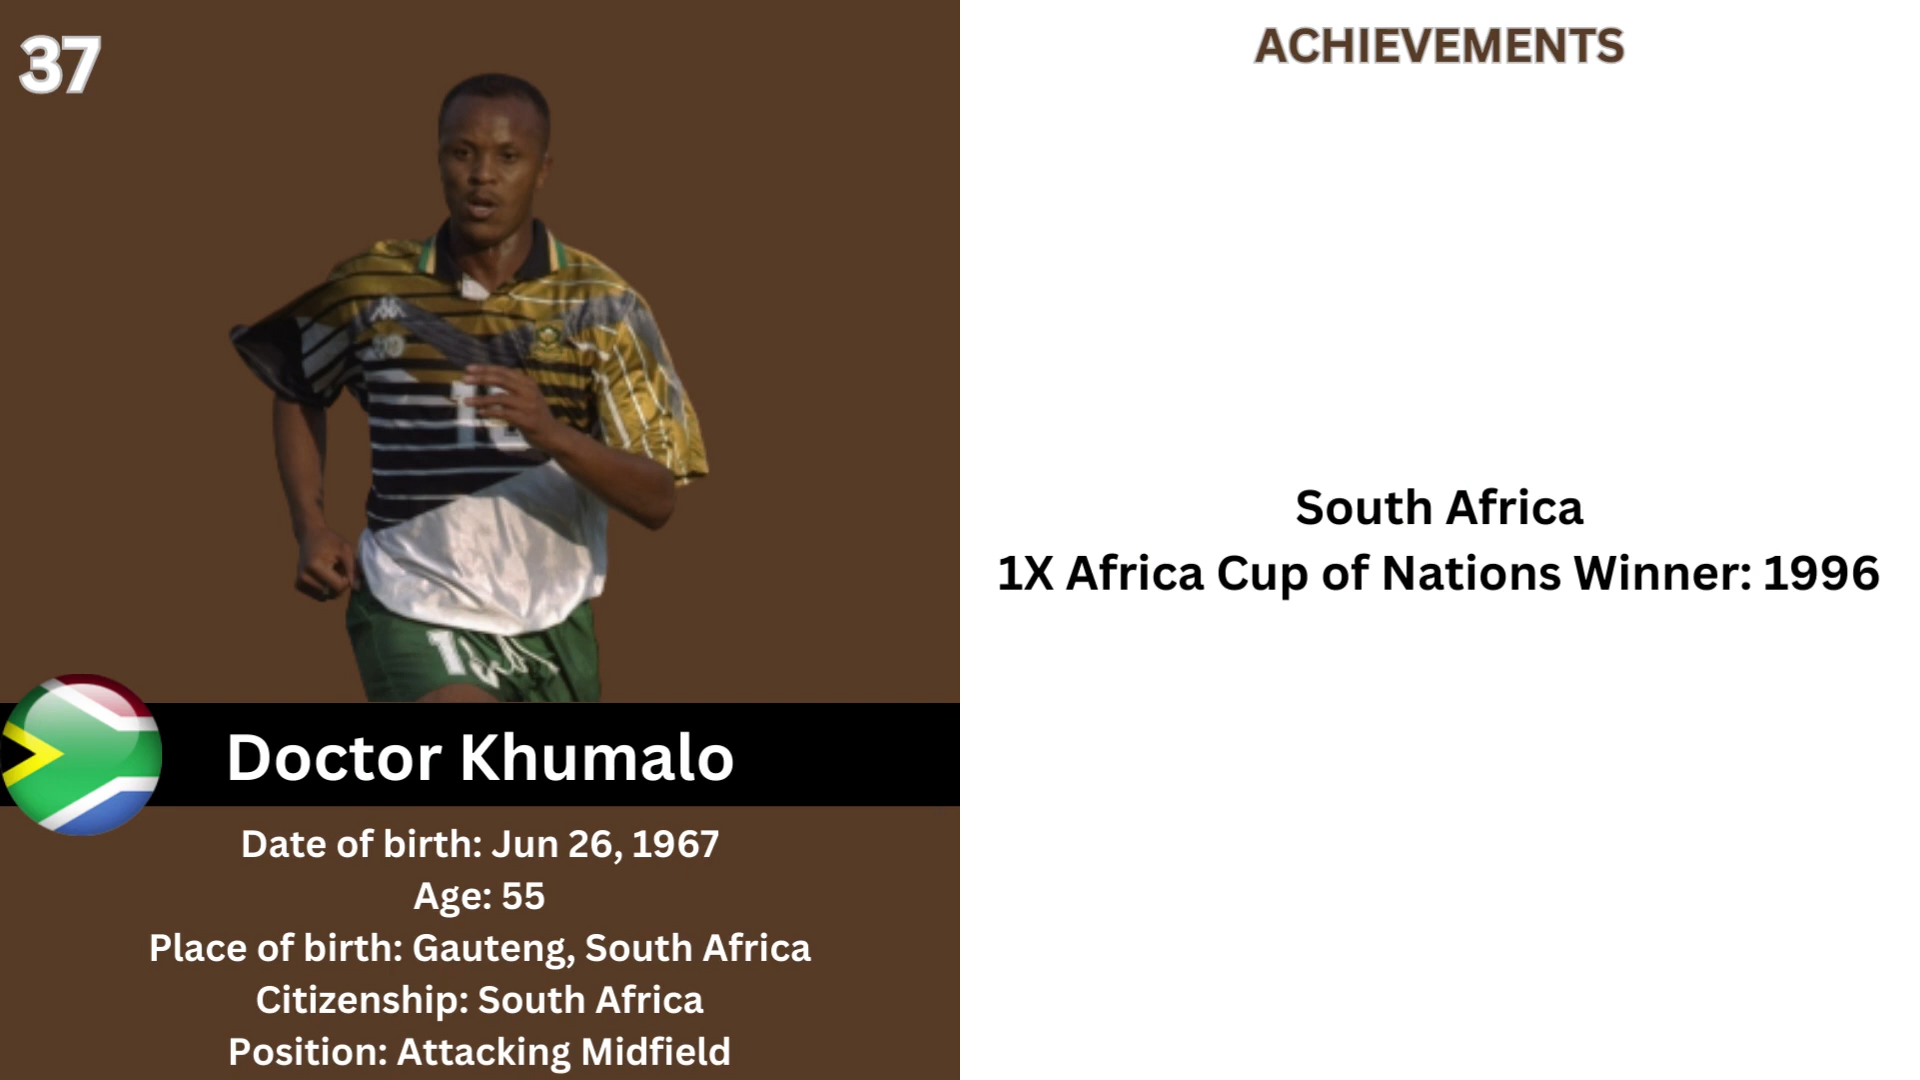 37
ACHIEVEMENTS
South Africa
1X Africa Cup of Nations Winner: 1996
Doctor Khumalo
Date of birth: Jun 26, 1967
Age: 55
Place of birth: Gauteng, South Africa
Citizenship: South Africa
Position: Attacking Midfield